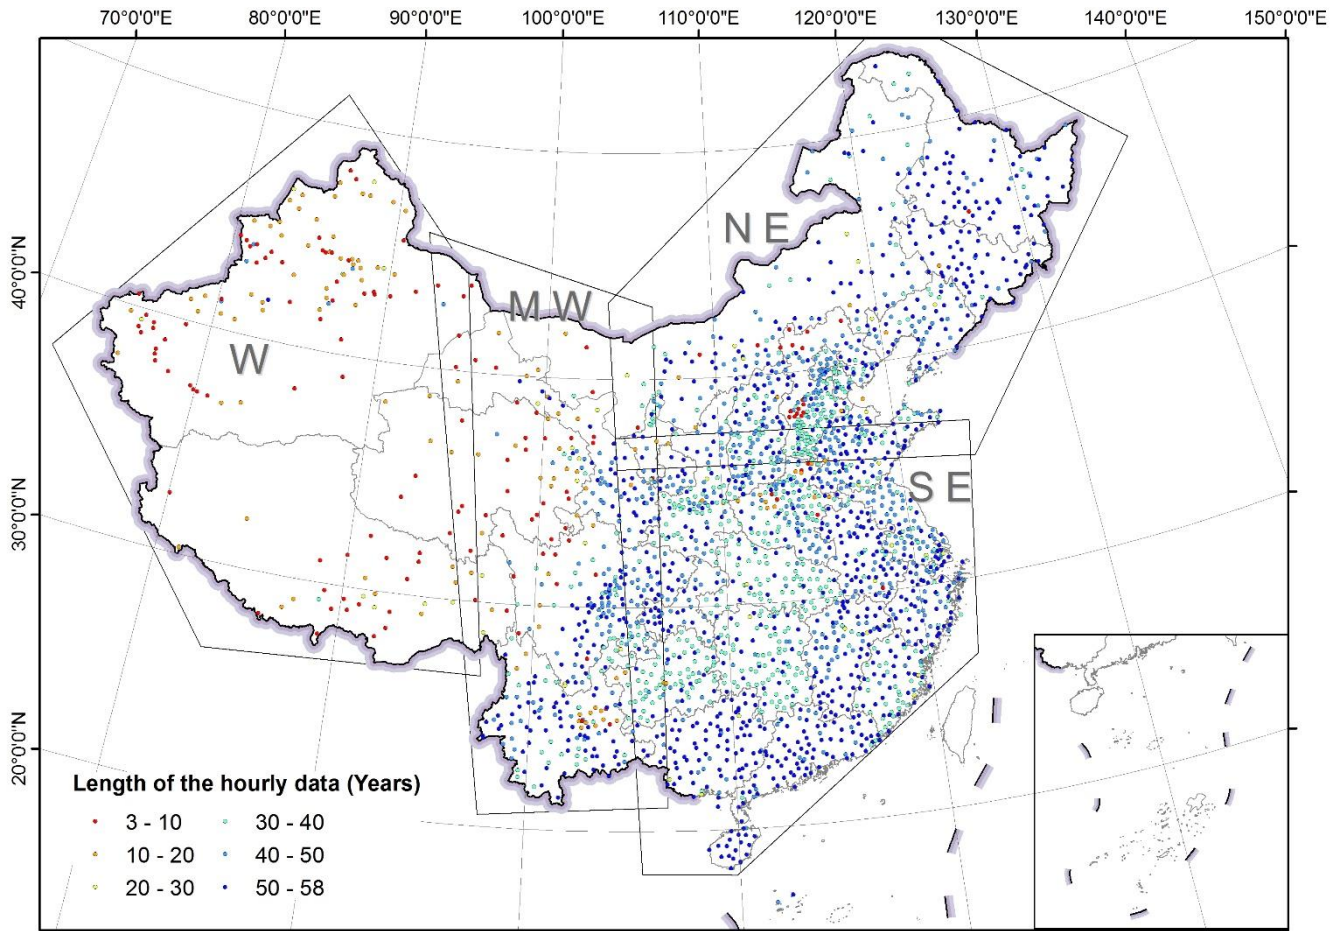 70°0'0"E 80°0'0"E 90°0'0"E 100°0'0"E 110°0'0"E 120°0'0"E 130°0'0"E 140°0'0"E 150°0'0"E
40°0'0"N
30°0'0"N
20°0'0"N
N E
M W
W
S E
Length of the hourly data (Years)
3 - 10 30 - 40
10 - 20 40 - 50
20 - 30 50 - 58